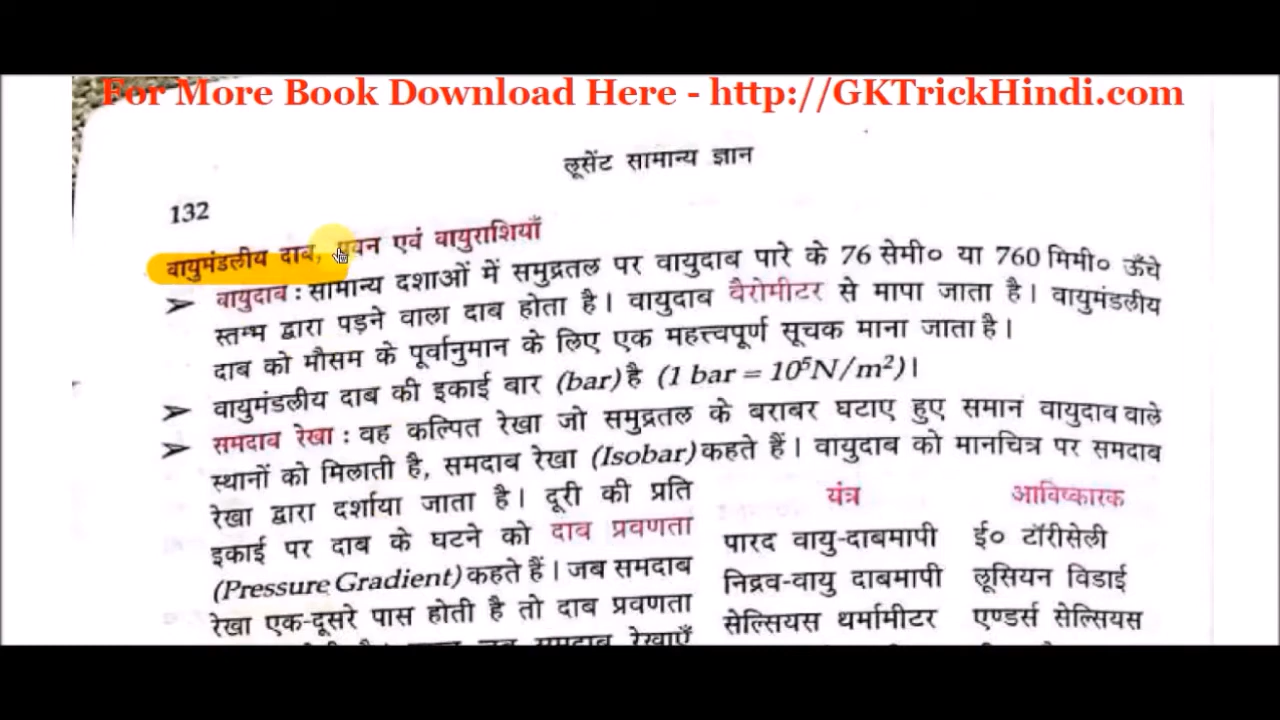 For More Book Download Here - http://GKTrickHindi.com
लूसेंट सामान्य ज्ञान
132
वायुमंडलीय दाब, पवन एवं वायुराशियाँ
➤ वायुदाब : सामान्य दशाओं में समुद्रतल पर वायुदाब पारे के 76 सेमी० या 760 मिमी० ऊँचे
स्तम्भ द्वारा पड़ने वाला दाब होता है। वायुदाब वैरोमीटर से मापा जाता है। वायुमंडलीय
दाब को मौसम के पूर्वानुमान के लिए एक महत्त्वपूर्ण सूचक माना जाता है।
➤ वायुमंडलीय दाब की इकाई बार (bar) है (1 bar = 10⁵N/m²)।
➤ समदाब रेखा : वह कल्पित रेखा जो समुद्रतल के बराबर घटाए हुए समान वायुदाब वाले
स्थानों को मिलाती है, समदाब रेखा (Isobar) कहते हैं। वायुदाब को मानचित्र पर समदाब
रेखा द्वारा दर्शाया जाता है। दूरी की प्रति
इकाई पर दाब के घटने को दाब प्रवणता
(Pressure Gradient) कहते हैं। जब समदाब
रेखा एक-दूसरे पास होती है तो दाब प्रवणता
समदाब रेखाएँ
यंत्र आविष्कारक
पारद वायु-दाबमापी ई० टॉरीसेली
निद्रव-वायु दाबमापी लूसियन विडाई
सेल्सियस थर्मामीटर एण्डर्स सेल्सियस